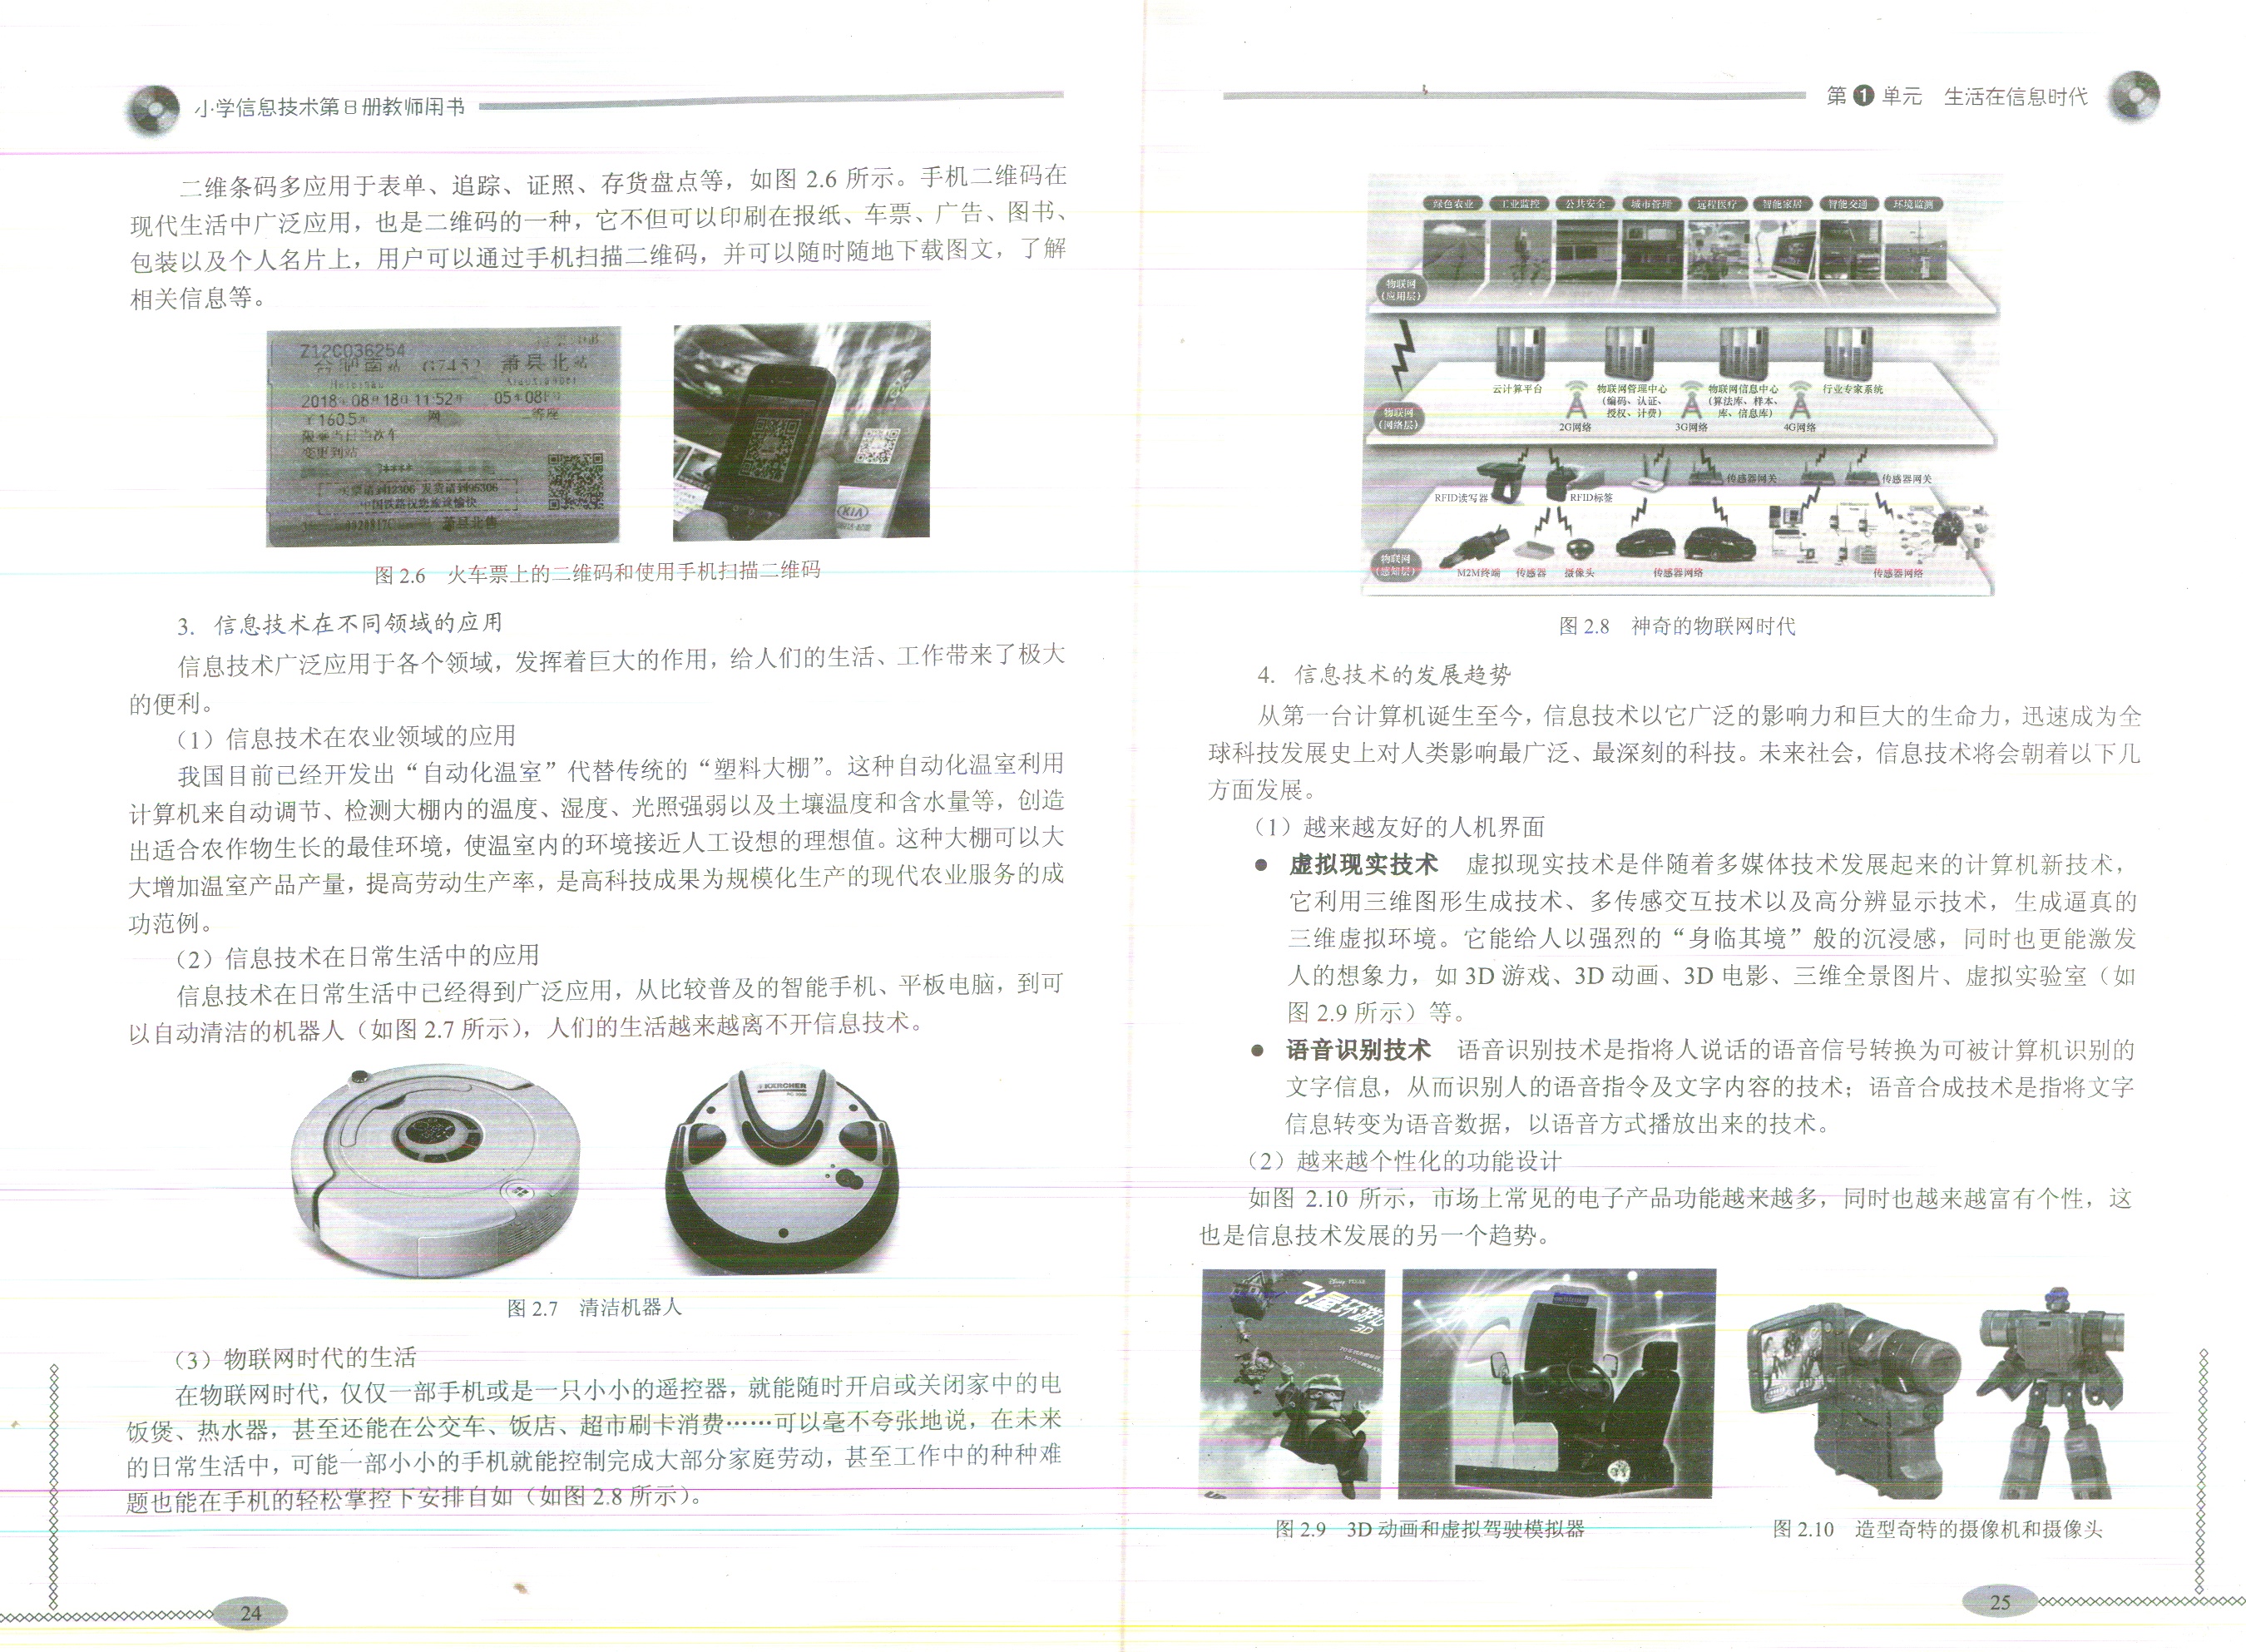 小学信息技术第8册教师用书
二维条码多应用于表单、追踪、证照、存货盘点等，如图 2.6 所示。手机二维码在
现代生活中广泛应用，也是二维码的一种，它不但可以印刷在报纸、车票、广告、图书、
包装以及个人名片上，用户可以通过手机扫描二维码，并可以随时随地下载图文，了解
相关信息等。
Z12C036254
合肥南站 G7452 萧县北站
2018年08月18日 11:52开 05车08
￥160.5元 网 二等座
限乘当日当次车
变更到站
买票请到12306 发货请到95306
中国铁路祝您旅途愉快
萧县北售
KIA
图 2.6 火车票上的二维码和使用手机扫描二维码
3. 信息技术在不同领域的应用
信息技术广泛应用于各个领域，发挥着巨大的作用，给人们的生活、工作带来了极大
的便利。
（1）信息技术在农业领域的应用
我国目前已经开发出“自动化温室”代替传统的“塑料大棚”。这种自动化温室利用
计算机来自动调节、检测大棚内的温度、湿度、光照强弱以及土壤温度和含水量等，创造
出适合农作物生长的最佳环境，使温室内的环境接近人工设想的理想值。这种大棚可以大
大增加温室产品产量，提高劳动生产率，是高科技成果为规模化生产的现代农业服务的成
功范例。
（2）信息技术在日常生活中的应用
信息技术在日常生活中已经得到广泛应用，从比较普及的智能手机、平板电脑，到可
以自动清洁的机器人（如图 2.7 所示），人们的生活越来越离不开信息技术。
KÄRCHER
图 2.7 清洁机器人
（3）物联网时代的生活
在物联网时代，仅仅一部手机或是一只小小的遥控器，就能随时开启或关闭家中的电
饭煲、热水器，甚至还能在公交车、饭店、超市刷卡消费……可以毫不夸张地说，在未来
的日常生活中，可能一部小小的手机就能控制完成大部分家庭劳动，甚至工作中的种种难
题也能在手机的轻松掌控下安排自如（如图 2.8 所示）。
24
第1单元 生活在信息时代
绿色农业 工业监控 公共安全 城市管理 远程医疗 智能家居 智能交通 环境监测
物联网
（应用层）
云计算平台 物联网管理中心 物联网信息中心 行业专家系统
（编码、认证、 （算法库、样本、
授权、计费） 库、信息库）
物联网
（网络层）
2G网络 3G网络 4G网络
传感器网关 传感器网关
RFID读写器 RFID标签
物联网
（感知层）
M2M终端 传感器 摄像头 传感器网络 传感器网络
图 2.8 神奇的物联网时代
4. 信息技术的发展趋势
从第一台计算机诞生至今，信息技术以它广泛的影响力和巨大的生命力，迅速成为全
球科技发展史上对人类影响最广泛、最深刻的科技。未来社会，信息技术将会朝着以下几
方面发展。
（1）越来越友好的人机界面
● 虚拟现实技术 虚拟现实技术是伴随着多媒体技术发展起来的计算机新技术，
它利用三维图形生成技术、多传感交互技术以及高分辨显示技术，生成逼真的
三维虚拟环境。它能给人以强烈的“身临其境”般的沉浸感，同时也更能激发
人的想象力，如 3D 游戏、3D 动画、3D 电影、三维全景图片、虚拟实验室（如
图 2.9 所示）等。
● 语音识别技术 语音识别技术是指将人说话的语音信号转换为可被计算机识别的
文字信息，从而识别人的语音指令及文字内容的技术；语音合成技术是指将文字
信息转变为语音数据，以语音方式播放出来的技术。
（2）越来越个性化的功能设计
如图 2.10 所示，市场上常见的电子产品功能越来越多，同时也越来越富有个性，这
也是信息技术发展的另一个趋势。
飞屋环游记
3D
图 2.9 3D 动画和虚拟驾驶模拟器
图 2.10 造型奇特的摄像机和摄像头
25